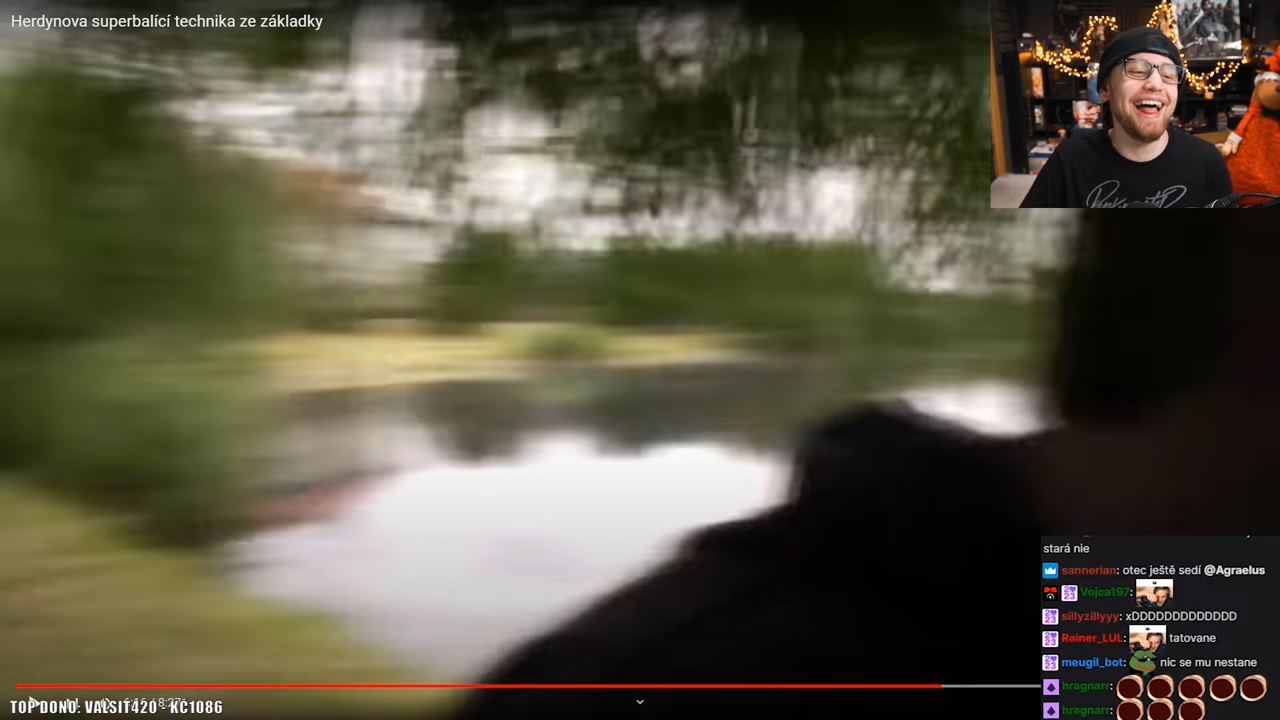 Herdynova superbalící technika ze základky
stará nie
sannerian: otec ještě sedí @Agraelus
Vojca197:
sillyzillyyy: xDDDDDDDDDDDDD
Rainer_LUL: tatovane
meugil_bot: nic se mu nestane
hragnarr:
hragnarr:
TOP DONO: VALSIT420 - KČ1086